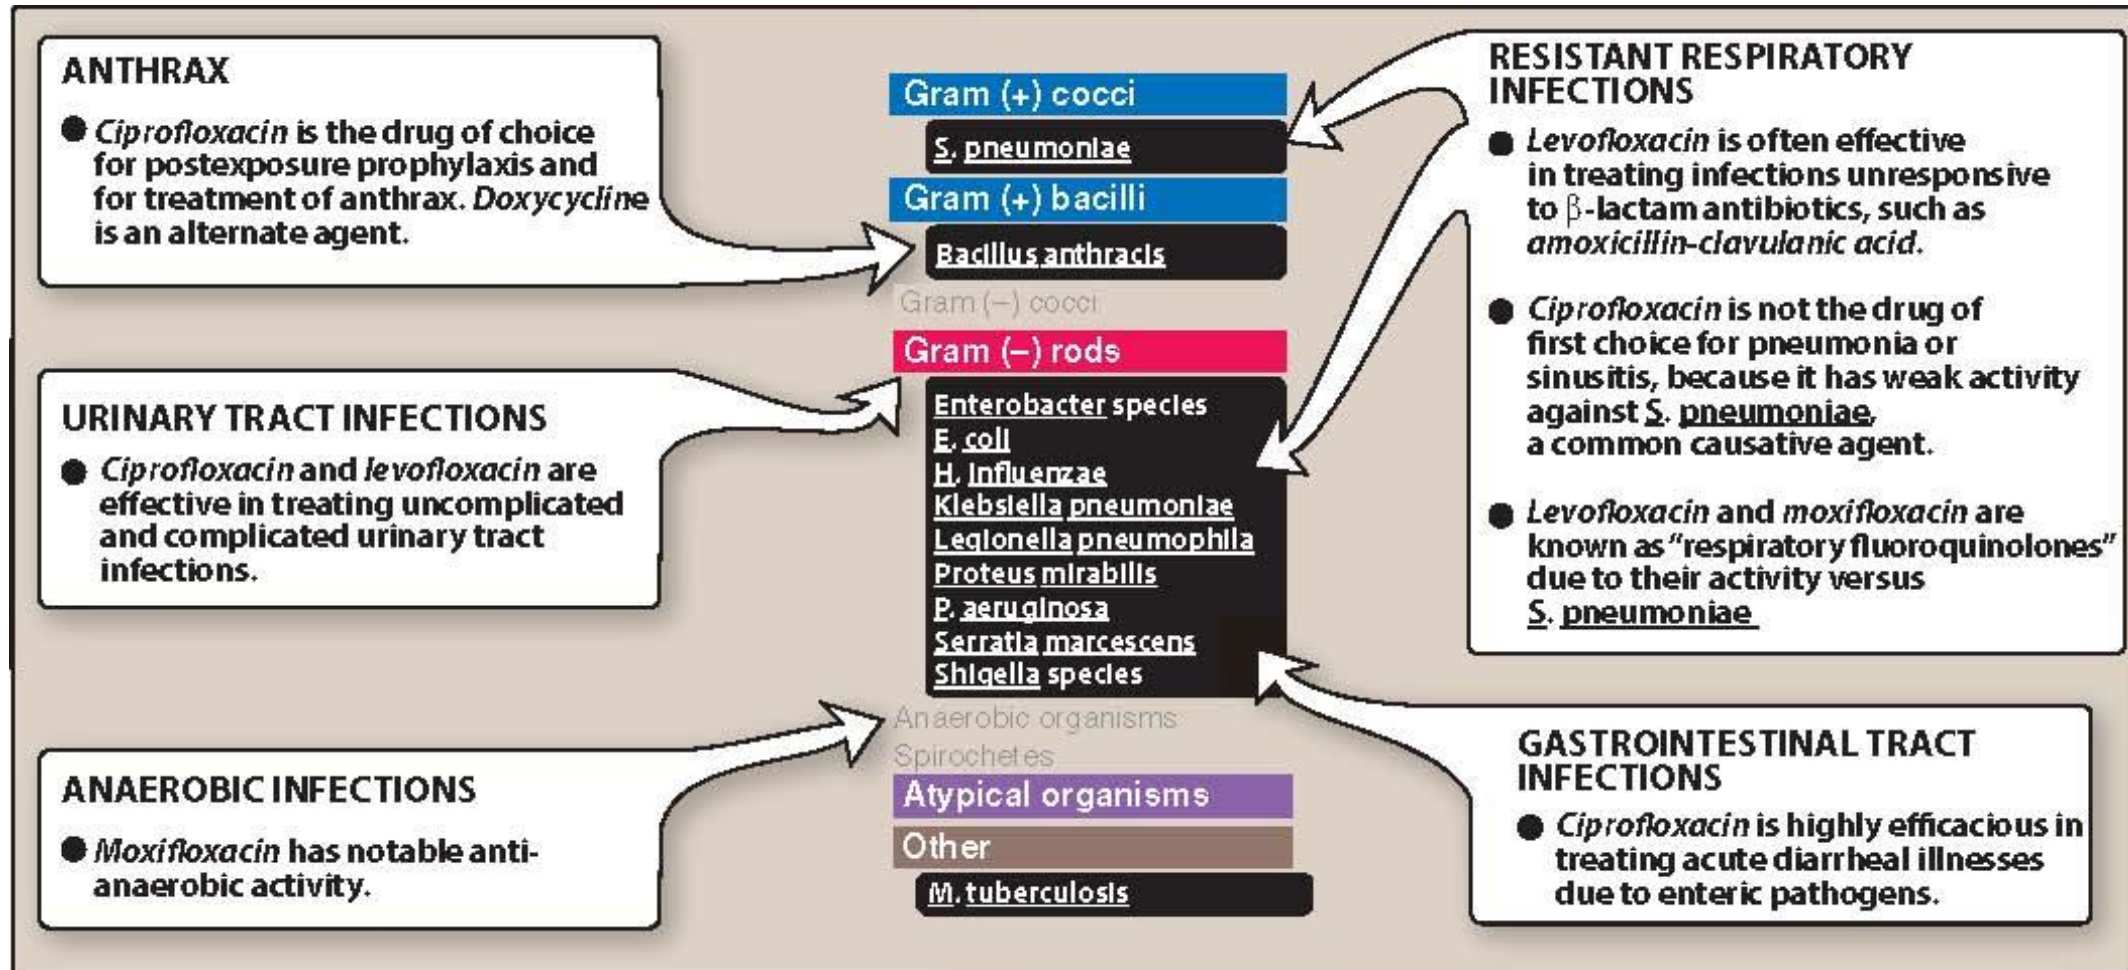 ANTHRAX
● Ciprofloxacin is the drug of choice
for postexposure prophylaxis and
for treatment of anthrax. Doxycycline
is an alternate agent.
URINARY TRACT INFECTIONS
● Ciprofloxacin and levofloxacin are
effective in treating uncomplicated
and complicated urinary tract
infections.
ANAEROBIC INFECTIONS
● Moxifloxacin has notable anti-
anaerobic activity.
Gram (+) cocci
S. pneumoniae
Gram (+) bacilli
Bacillus anthracis
Gram (–) cocci
Gram (–) rods
Enterobacter species
E. coli
H. influenzae
Klebsiella pneumoniae
Legionella pneumophila
Proteus mirabilis
P. aeruginosa
Serratia marcescens
Shigella species
Anaerobic organisms
Spirochetes
Atypical organisms
Other
M. tuberculosis
RESISTANT RESPIRATORY
INFECTIONS
● Levofloxacin is often effective
in treating infections unresponsive
to β-lactam antibiotics, such as
amoxicillin-clavulanic acid.
● Ciprofloxacin is not the drug of
first choice for pneumonia or
sinusitis, because it has weak activity
against S. pneumoniae,
a common causative agent.
● Levofloxacin and moxifloxacin are
known as “respiratory fluoroquinolones”
due to their activity versus
S. pneumoniae
GASTROINTESTINAL TRACT
INFECTIONS
● Ciprofloxacin is highly efficacious in
treating acute diarrheal illnesses
due to enteric pathogens.